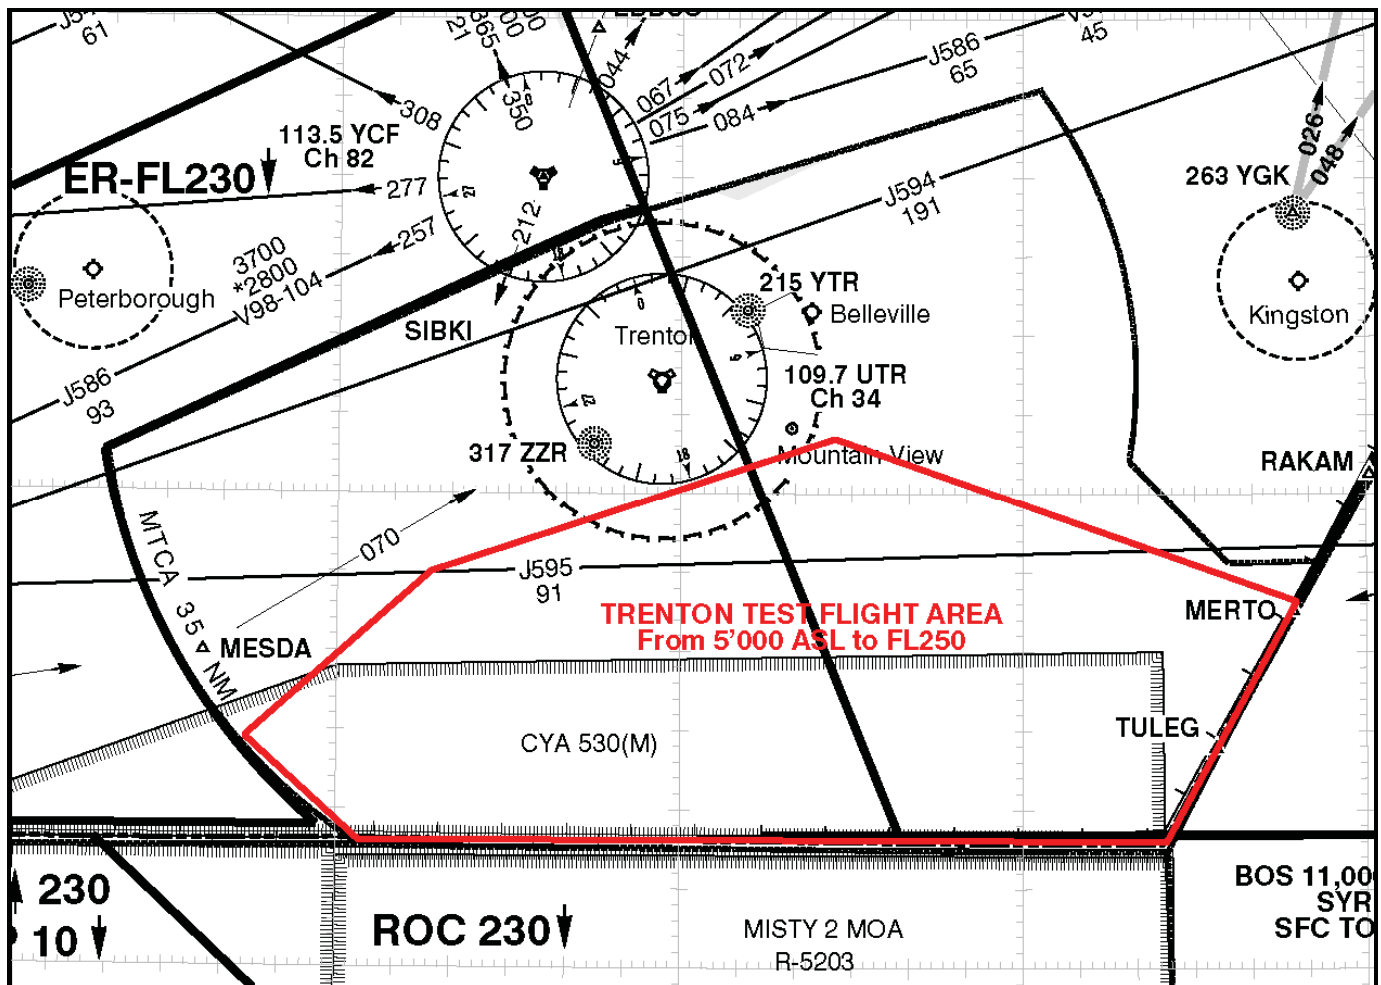 61
365
21
350
044
067
072
075
084
J586
65
45
308
113.5 YCF
Ch 82
ER-FL230
277
257
212
3700
*2800
V98-104
Peterborough
SIBKI
J586
93
J594
191
026
048
263 YGK
Kingston
215 YTR
Belleville
Trenton
109.7 UTR
Ch 34
317 ZZR
Mountain View
RAKAM
070
MTCA 35 NM
MESDA
J595
91
TRENTON TEST FLIGHT AREA
From 5'000 ASL to FL250
MERTO
TULEG
CYA 530(M)
230
10
ROC 230
MISTY 2 MOA
R-5203
BOS 11,00
SYR
SFC TO